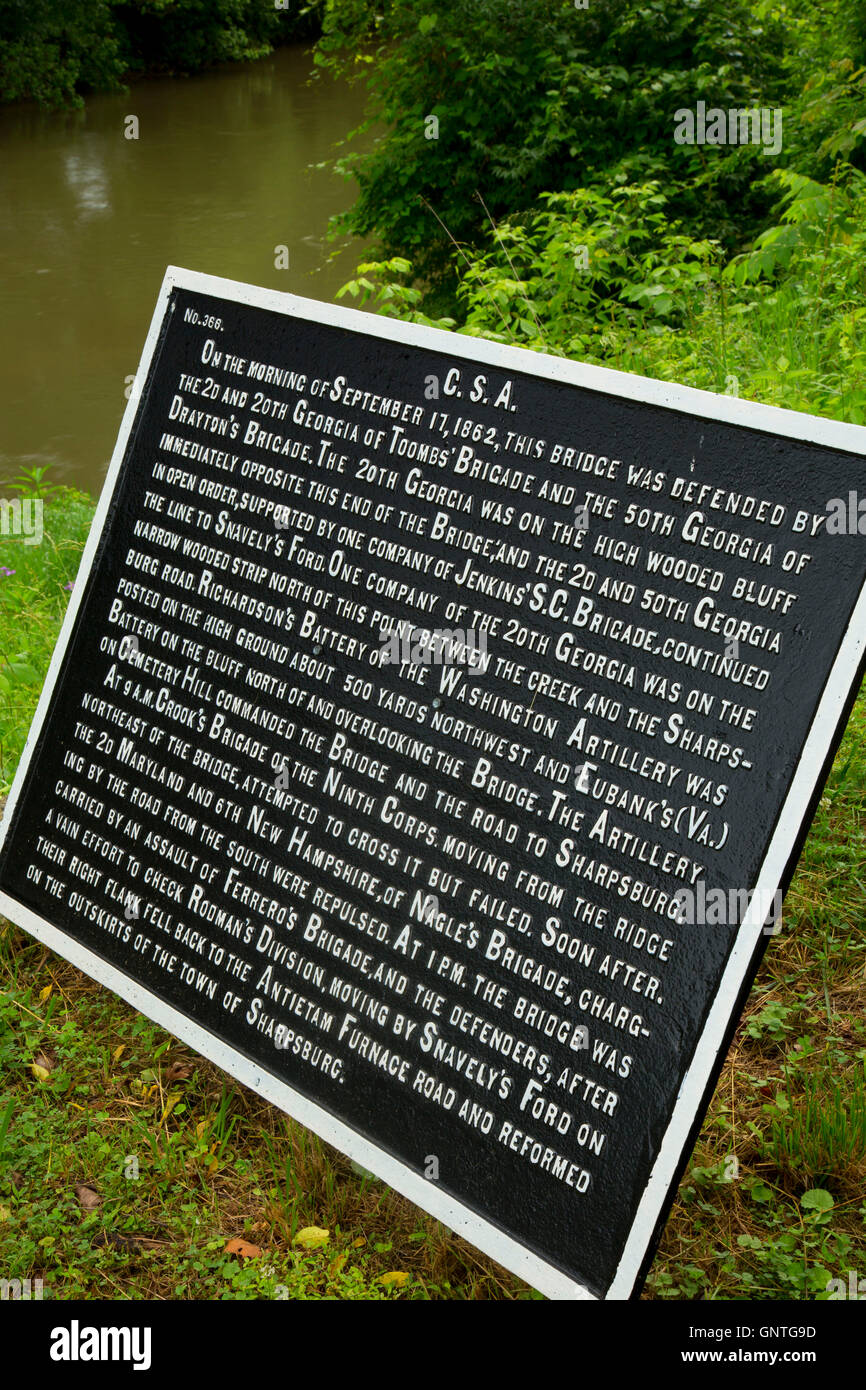 No. 366.
C. S. A.
On the morning of September 17, 1862, this bridge was defended by
the 2d and 20th Georgia of Toombs' Brigade and the 50th Georgia of
Drayton's Brigade. The 20th Georgia was on the high wooded bluff
immediately opposite this end of the Bridge, and the 2d and 50th Georgia
in open order, supported by one company of Jenkins' S.C. Brigade, continued
the line to Snavely's Ford. One company of the 20th Georgia was on the
narrow wooded strip north of this point between the creek and the Sharps-
burg road. Richardson's Battery of the Washington Artillery was
posted on the high ground about 500 yards northwest and Eubank's (Va.)
Battery on the bluff north of and overlooking the Bridge. The Artillery
on Cemetery Hill commanded the Bridge and the road to Sharpsburg.
At 9 A.M. Crook's Brigade of the Ninth Corps, moving from the ridge
northeast of the bridge, attempted to cross it but failed. Soon after,
the 2d Maryland and 6th New Hampshire, of Nagle's Brigade, charg-
ing by the road from the south were repulsed. At 1 P.M. the bridge was
carried by an assault of Ferrero's Brigade, and the defenders, after
a vain effort to check Rodman's Division, moving by Snavely's Ford on
their right flank, fell back to the Antietam Furnace road and reformed
on the outskirts of the town of Sharpsburg.
alamy
a
alamy stock photo
Image ID: GNTG9D
www.alamy.com